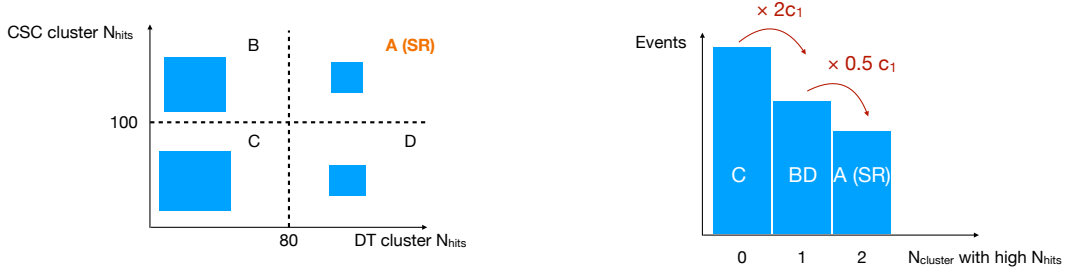 CSC cluster Nhits
B
A (SR)
100
C
D
80
DT cluster Nhits
× 2c₁
Events
× 0.5 c₁
C
BD
A (SR)
0
1
2
Ncluster with high Nhits